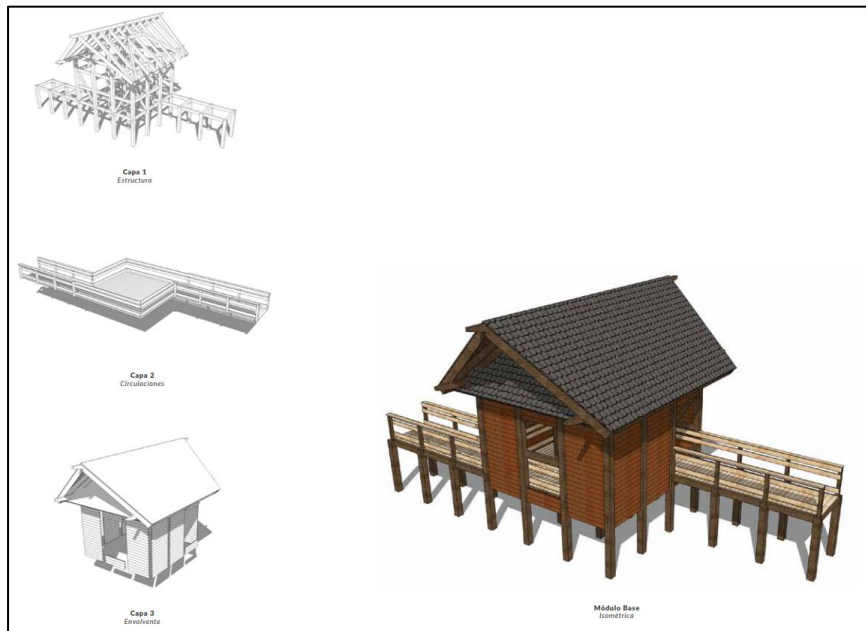 Capa 1
Estructura
Capa 2
Circulaciones
Capa 3
Envolvente
Módulo Base
Isométrica